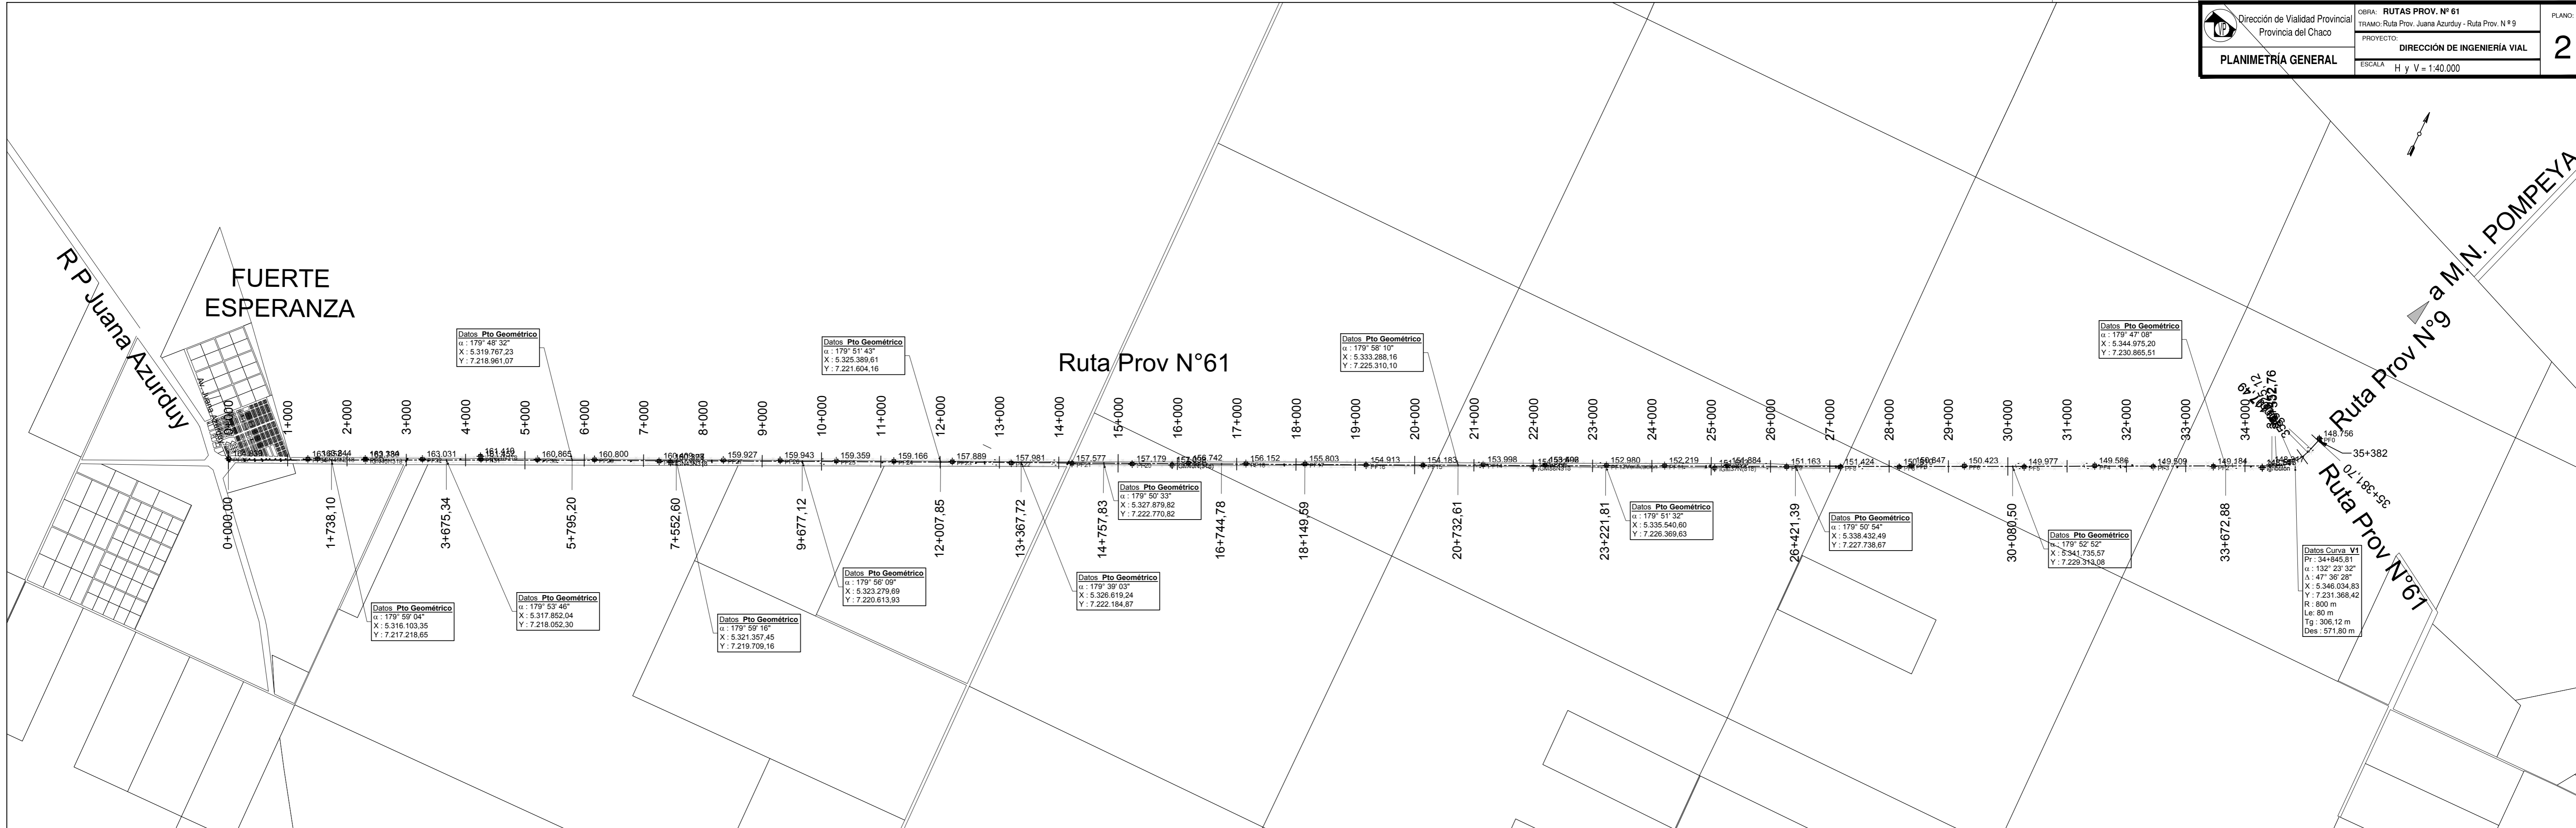 Dirección de Vialidad Provincial
Provincia del Chaco
PLANIMETRÍA GENERAL
OBRA: RUTAS PROV. Nº 61
TRAMO: Ruta Prov. Juana Azurduy - Ruta Prov. N º 9
PROYECTO:
DIRECCIÓN DE INGENIERÍA VIAL
ESCALA H y V = 1:40.000
PLANO:
2
R P Juana Azurduy
FUERTE
ESPERANZA
Ruta Prov N°61
Ruta Prov N°9
a M.N. POMPEYA
Ruta Prov N°61
Datos Pto Geométrico
α : 179° 48' 32"
X : 5.319.767,23
Y : 7.218.961,07
Datos Pto Geométrico
α : 179° 51' 43"
X : 5.325.389,61
Y : 7.221.604,16
Datos Pto Geométrico
α : 179° 58' 10"
X : 5.333.288,16
Y : 7.225.310,10
Datos Pto Geométrico
α : 179° 47' 08"
X : 5.344.975,20
Y : 7.230.865,51
1+000
2+000
3+000
4+000
5+000
6+000
7+000
8+000
9+000
10+000
11+000
12+000
13+000
14+000
15+000
16+000
17+000
18+000
19+000
20+000
21+000
22+000
23+000
24+000
25+000
26+000
27+000
28+000
29+000
30+000
31+000
32+000
33+000
34+000
163.031
160.865
160.800
159.927
159.943
159.359
159.166
157.889
157.981
157.577
157.179
156.742
156.152
155.803
154.913
154.183
153.998
152.980
152.219
151.884
151.163
151.424
150.847
150.423
149.977
149.586
149.509
149.184
148.756
PF0
35+382
35+381,70
0+000,00
1+738,10
3+675,34
5+795,20
7+552,60
9+677,12
12+007,85
13+367,72
14+757,83
16+744,78
18+149,59
20+732,61
23+221,81
26+421,39
30+080,50
33+672,88
Datos Pto Geométrico
α : 179° 59' 04"
X : 5.316.103,35
Y : 7.217.218,65
Datos Pto Geométrico
α : 179° 53' 46"
X : 5.317.852,04
Y : 7.218.052,30
Datos Pto Geométrico
α : 179° 59' 16"
X : 5.321.357,45
Y : 7.219.709,16
Datos Pto Geométrico
α : 179° 56' 09"
X : 5.323.279,69
Y : 7.220.613,93
Datos Pto Geométrico
α : 179° 39' 03"
X : 5.326.619,24
Y : 7.222.184,87
Datos Pto Geométrico
α : 179° 50' 33"
X : 5.327.879,82
Y : 7.222.770,82
Datos Pto Geométrico
α : 179° 51' 32"
X : 5.335.540,60
Y : 7.226.369,63
Datos Pto Geométrico
α : 179° 50' 54"
X : 5.338.432,49
Y : 7.227.738,67
Datos Pto Geométrico
α : 179° 52' 52"
X : 5.341.735,57
Y : 7.229.313,08
Datos Curva V1
Pr : 34+845,81
α : 132° 23' 32"
Δ : 47° 36' 28"
X : 5.346.034,83
Y : 7.231.368,42
R : 800 m
Le: 80 m
Tg : 306,12 m
Des : 571,80 m